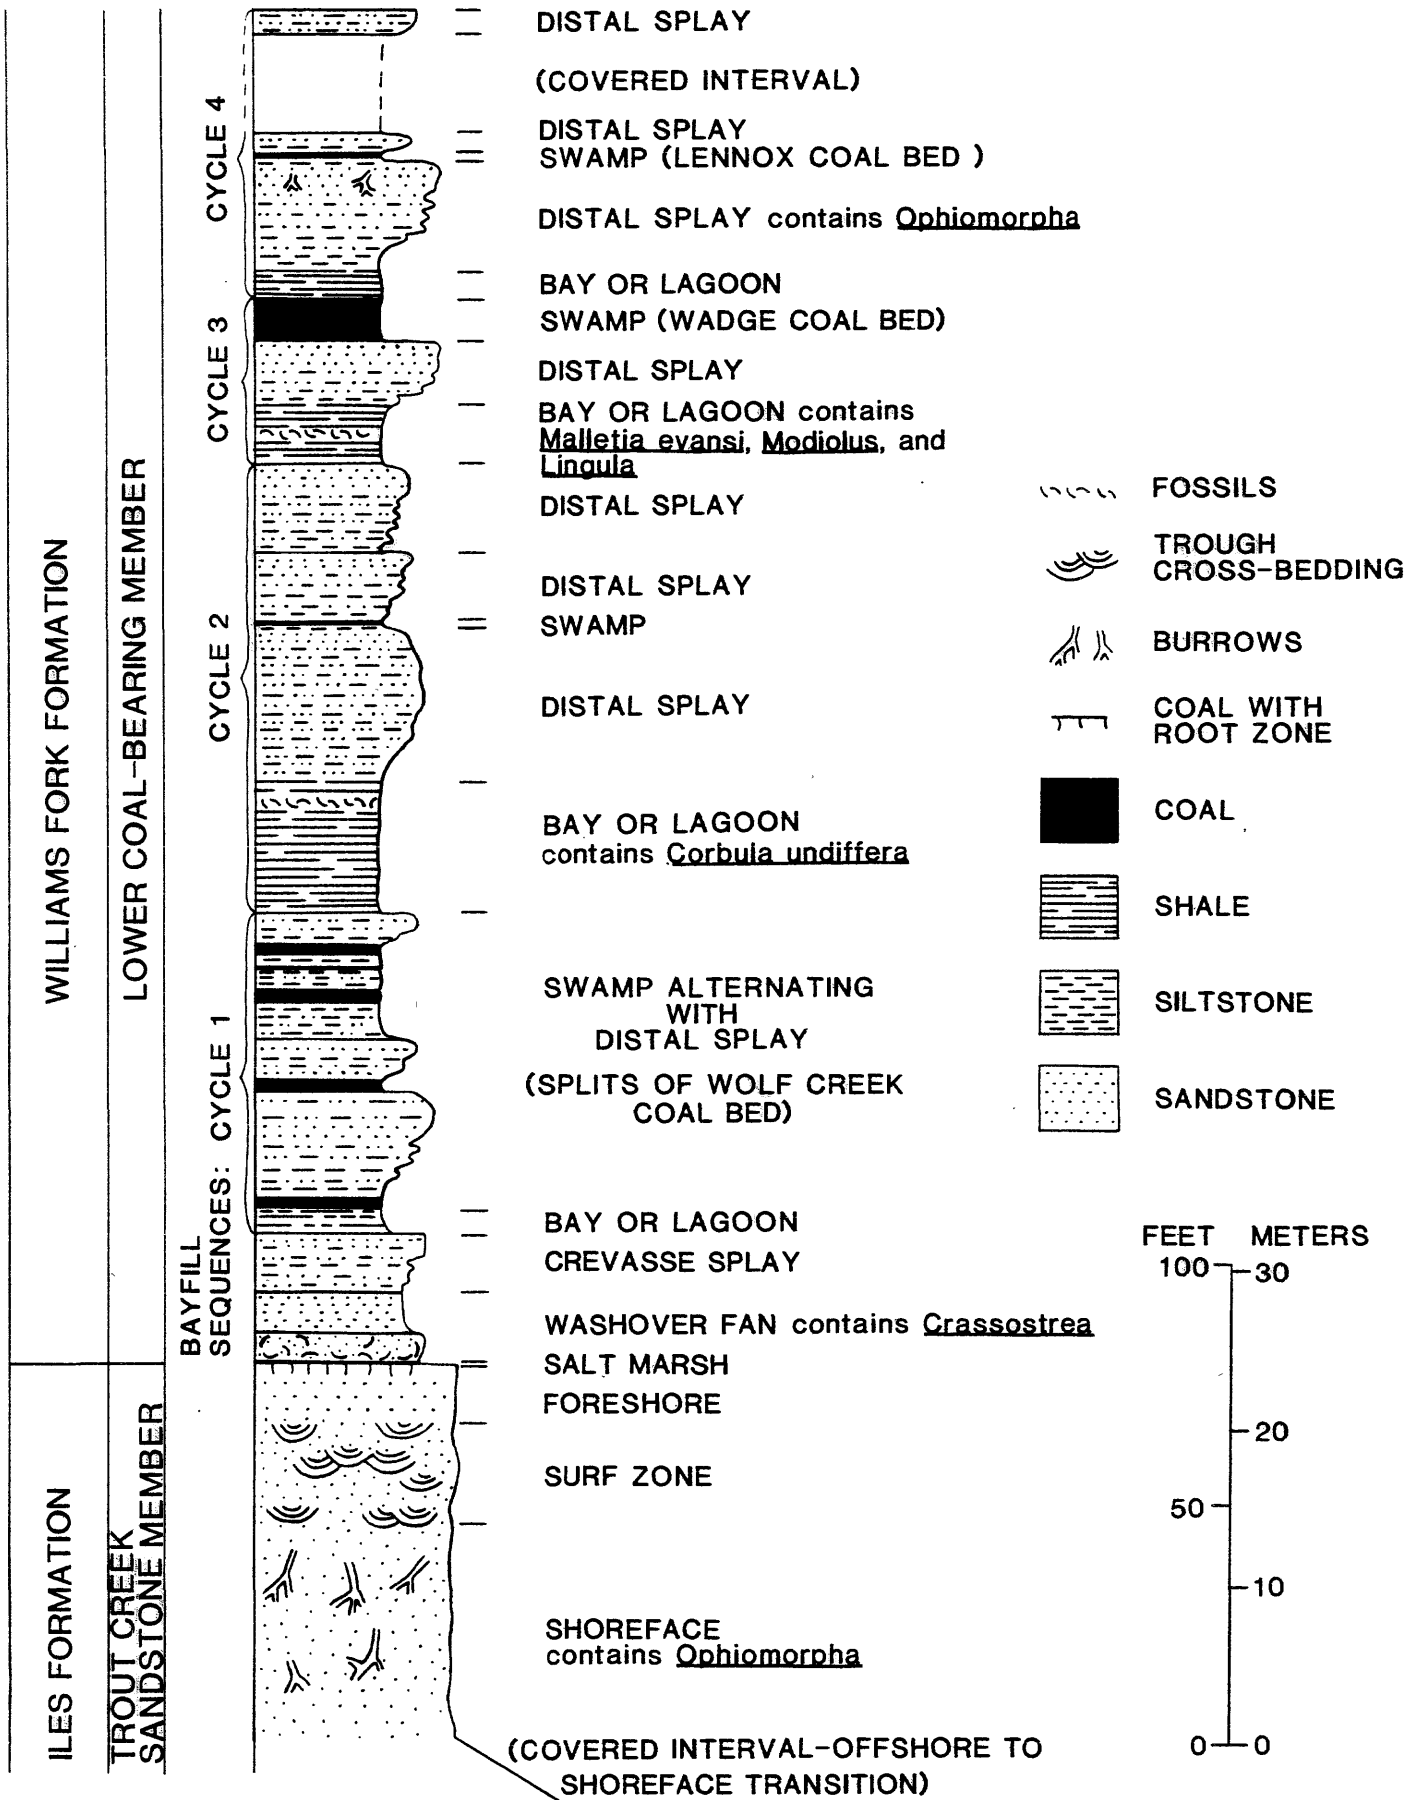 WILLIAMS FORK FORMATION
ILES FORMATION
LOWER COAL-BEARING MEMBER
TROUT CREEK
SANDSTONE MEMBER
BAYFILL
SEQUENCES: CYCLE 1
CYCLE 2
CYCLE 3
CYCLE 4
DISTAL SPLAY
(COVERED INTERVAL)
DISTAL SPLAY
SWAMP (LENNOX COAL BED )
DISTAL SPLAY contains Ophiomorpha
BAY OR LAGOON
SWAMP (WADGE COAL BED)
DISTAL SPLAY
BAY OR LAGOON contains
Malletia evansi, Modiolus, and
Lingula
DISTAL SPLAY
DISTAL SPLAY
SWAMP
DISTAL SPLAY
BAY OR LAGOON
contains Corbula undiffera
SWAMP ALTERNATING
WITH
DISTAL SPLAY
(SPLITS OF WOLF CREEK
COAL BED)
BAY OR LAGOON
CREVASSE SPLAY
WASHOVER FAN contains Crassostrea
SALT MARSH
FORESHORE
SURF ZONE
SHOREFACE
contains Ophiomorpha
(COVERED INTERVAL-OFFSHORE TO
SHOREFACE TRANSITION)
FOSSILS
TROUGH
CROSS-BEDDING
BURROWS
COAL WITH
ROOT ZONE
COAL
SHALE
SILTSTONE
SANDSTONE
FEET METERS
100 30
20
50
10
0 0